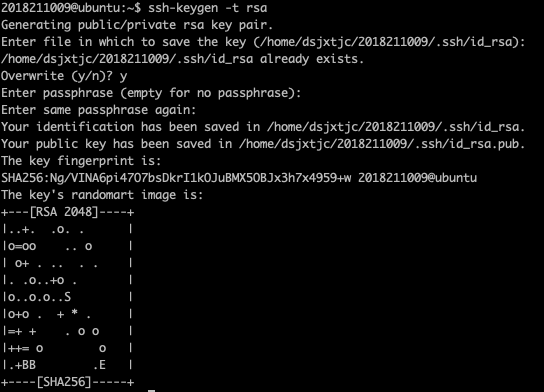 2018211009@ubuntu:~$ ssh-keygen -t rsa
Generating public/private rsa key pair.
Enter file in which to save the key (/home/dsjxtjc/2018211009/.ssh/id_rsa):
/home/dsjxtjc/2018211009/.ssh/id_rsa already exists.
Overwrite (y/n)? y
Enter passphrase (empty for no passphrase):
Enter same passphrase again:
Your identification has been saved in /home/dsjxtjc/2018211009/.ssh/id_rsa.
Your public key has been saved in /home/dsjxtjc/2018211009/.ssh/id_rsa.pub.
The key fingerprint is:
SHA256:Ng/VINA6pi47O7bsDkrI1kOJuBMX5OBJx3h7x4959+w 2018211009@ubuntu
The key's randomart image is:
+---[RSA 2048]----+
|..+.  .o. .      |
|o=oo    .. o     |
| o+ . ..  . .    |
|. .o..+o .       |
|o..o.o..S        |
|o+o .  + * .     |
|=+ +    . o o    |
|++= o        o   |
|.+BB        .E   |
+----[SHA256]-----+